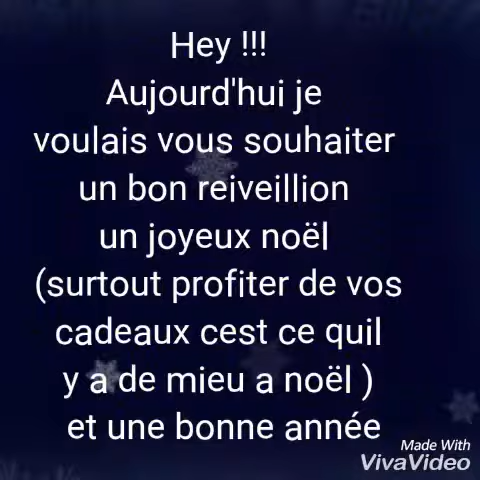 Hey !!!
Aujourd'hui je
voulais vous souhaiter
un bon reiveillion
un joyeux noël
(surtout profiter de vos
cadeaux cest ce quil
y a de mieu a noël )
et une bonne année
Made With
VivaVideo